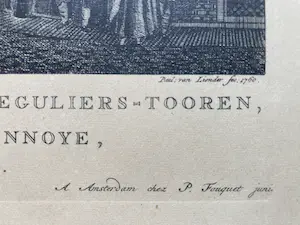 Paul. van Liender fec. 1760.
EGULIERS-TOOREN,
NNOYE,
A Amsterdam chez P. Fouquet junr.